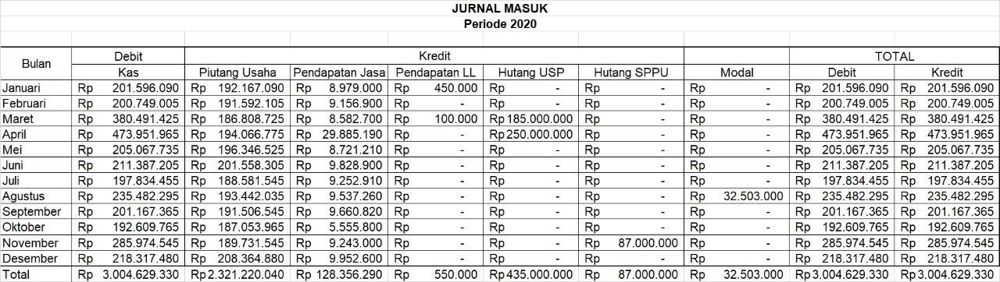 JURNAL MASUK
Periode 2020
Bulan Debit Kredit TOTAL
Kas Piutang Usaha Pendapatan Jasa Pendapatan LL Hutang USP Hutang SPPU Modal Debit Kredit
Januari Rp 201.596.090 Rp 192.167.090 Rp 8.979.000 Rp 450.000 Rp - Rp - Rp - Rp 201.596.090 Rp 201.596.090
Februari Rp 200.749.005 Rp 191.592.105 Rp 9.156.900 Rp - Rp - Rp - Rp - Rp 200.749.005 Rp 200.749.005
Maret Rp 380.491.425 Rp 186.808.725 Rp 8.582.700 Rp 100.000 Rp 185.000.000 Rp - Rp - Rp 380.491.425 Rp 380.491.425
April Rp 473.951.965 Rp 194.066.775 Rp 29.885.190 Rp - Rp 250.000.000 Rp - Rp - Rp 473.951.965 Rp 473.951.965
Mei Rp 205.067.735 Rp 196.346.525 Rp 8.721.210 Rp - Rp - Rp - Rp - Rp 205.067.735 Rp 205.067.735
Juni Rp 211.387.205 Rp 201.558.305 Rp 9.828.900 Rp - Rp - Rp - Rp - Rp 211.387.205 Rp 211.387.205
Juli Rp 197.834.455 Rp 188.581.545 Rp 9.252.910 Rp - Rp - Rp - Rp - Rp 197.834.455 Rp 197.834.455
Agustus Rp 235.482.295 Rp 193.442.035 Rp 9.537.260 Rp - Rp - Rp - Rp 32.503.000 Rp 235.482.295 Rp 235.482.295
September Rp 201.167.365 Rp 191.506.545 Rp 9.660.820 Rp - Rp - Rp - Rp - Rp 201.167.365 Rp 201.167.365
Oktober Rp 192.609.765 Rp 187.053.965 Rp 5.555.800 Rp - Rp - Rp - Rp - Rp 192.609.765 Rp 192.609.765
November Rp 285.974.545 Rp 189.731.545 Rp 9.243.000 Rp - Rp - Rp 87.000.000 Rp - Rp 285.974.545 Rp 285.974.545
Desember Rp 218.317.480 Rp 208.364.880 Rp 9.952.600 Rp - Rp - Rp - Rp - Rp 218.317.480 Rp 218.317.480
Total Rp 3.004.629.330 Rp 2.321.220.040 Rp 128.356.290 Rp 550.000 Rp 435.000.000 Rp 87.000.000 Rp 32.503.000 Rp 3.004.629.330 Rp 3.004.629.330